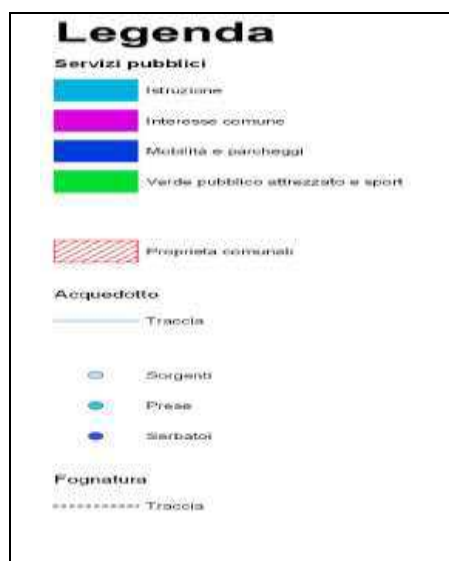 Legenda
Servizi pubblici
Istruzione
Interesse comune
Mobilità e parcheggi
Verde pubblico attrezzato e sport
Proprieta comunali
Acquedotto
Traccia
Sorgenti
Prese
Serbatoi
Fognatura
Traccia